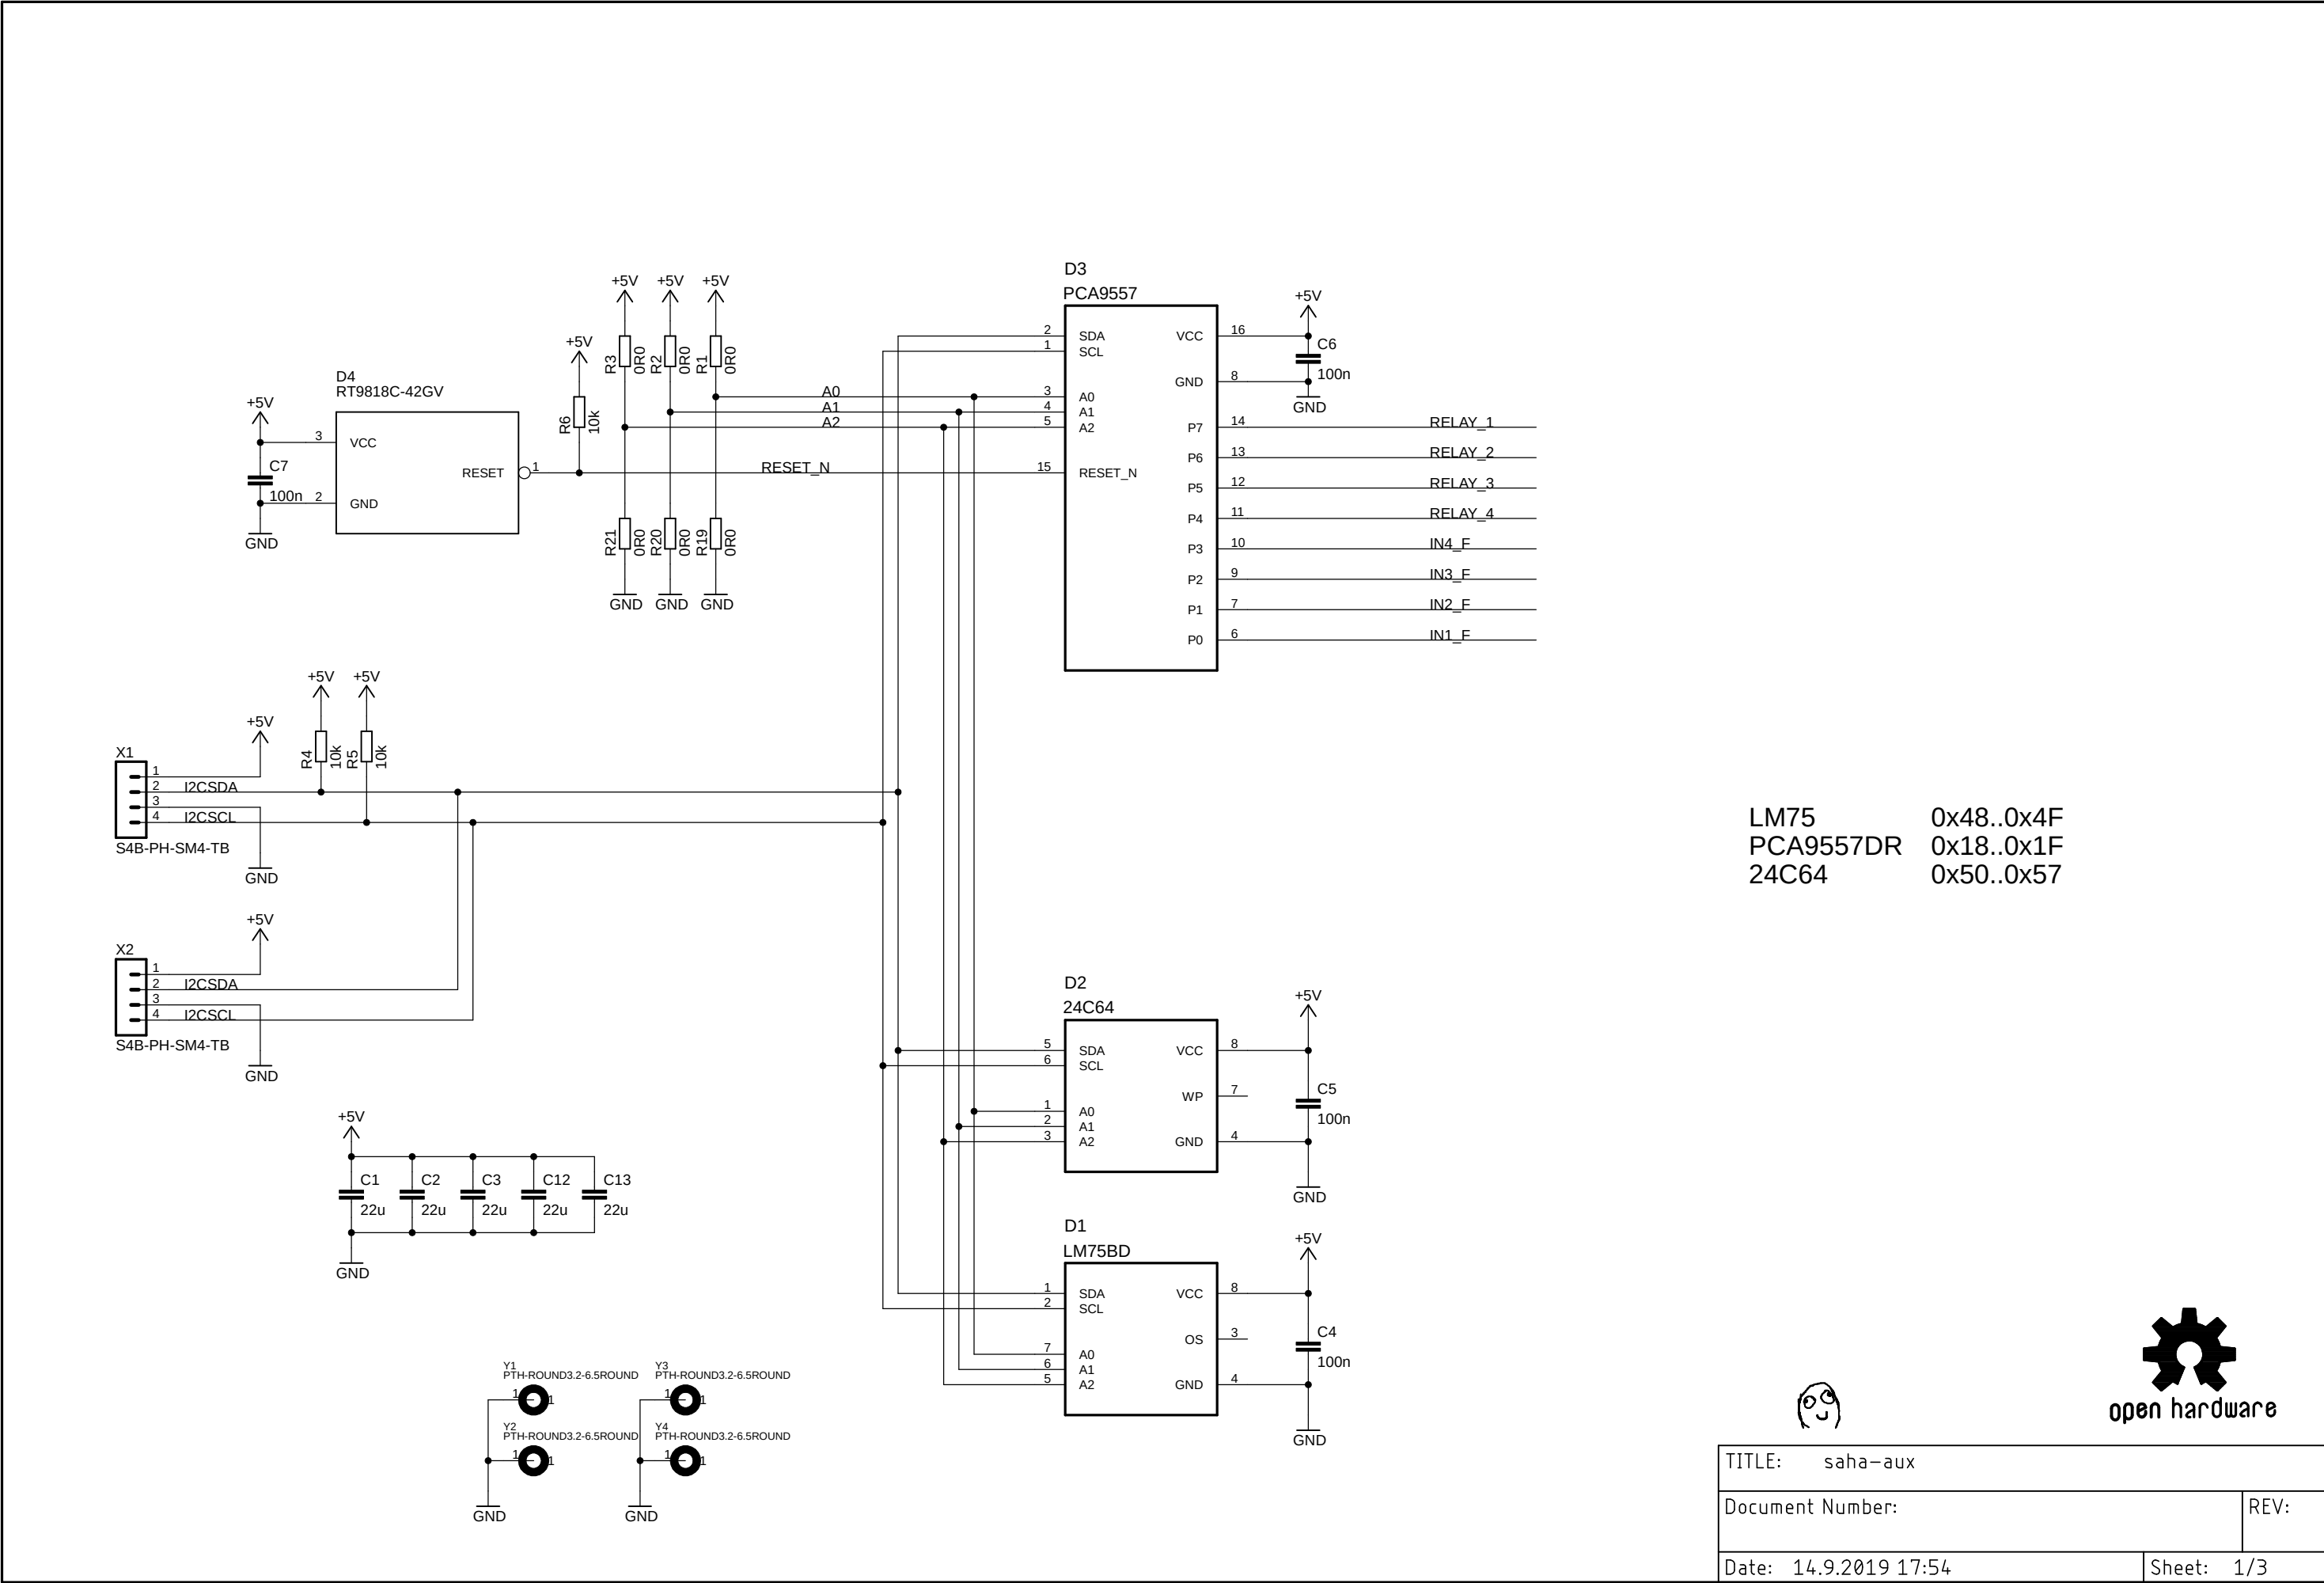 D3
PCA9557
+5V +5V +5V
+5V
+5V
R3 0R0 R2 0R0 R1 0R0
2 SDA VCC 16
1 SCL
C6
100n
D4
RT9818C-42GV
+5V
R6 10k
A0
A1
A2
3 A0 GND 8
4 A1
5 A2
GND
3 VCC
C7
100n 2 GND
RESET 1
GND
RESET_N
15 RESET_N
P7 14 RELAY_1
P6 13 RELAY_2
P5 12 RELAY_3
P4 11 RELAY_4
P3 10 IN4_F
P2 9 IN3_F
P1 7 IN2_F
P0 6 IN1_F
R21 0R0 R20 0R0 R19 0R0
GND GND GND
+5V +5V
+5V
R4 10k R5 10k
X1
1
2 I2CSDA
3
4 I2CSCL
S4B-PH-SM4-TB
GND
LM75 0x48..0x4F
PCA9557DR 0x18..0x1F
24C64 0x50..0x57
+5V
X2
1
2 I2CSDA
3
4 I2CSCL
S4B-PH-SM4-TB
GND
D2
24C64
+5V
5 SDA VCC 8
6 SCL
WP 7
1 A0
2 A1
3 A2 GND 4
C5
100n
GND
+5V
C1 C2 C3 C12 C13
22u 22u 22u 22u 22u
GND
D1
LM75BD
+5V
1 SDA VCC 8
2 SCL
OS 3
7 A0
6 A1
5 A2 GND 4
C4
100n
GND
Y1
PTH-ROUND3.2-6.5ROUND
1 1
Y3
PTH-ROUND3.2-6.5ROUND
1 1
Y2
PTH-ROUND3.2-6.5ROUND
1 1
Y4
PTH-ROUND3.2-6.5ROUND
1 1
GND GND
open hardware
TITLE: saha-aux
Document Number:
REV:
Date: 14.9.2019 17:54
Sheet: 1/3